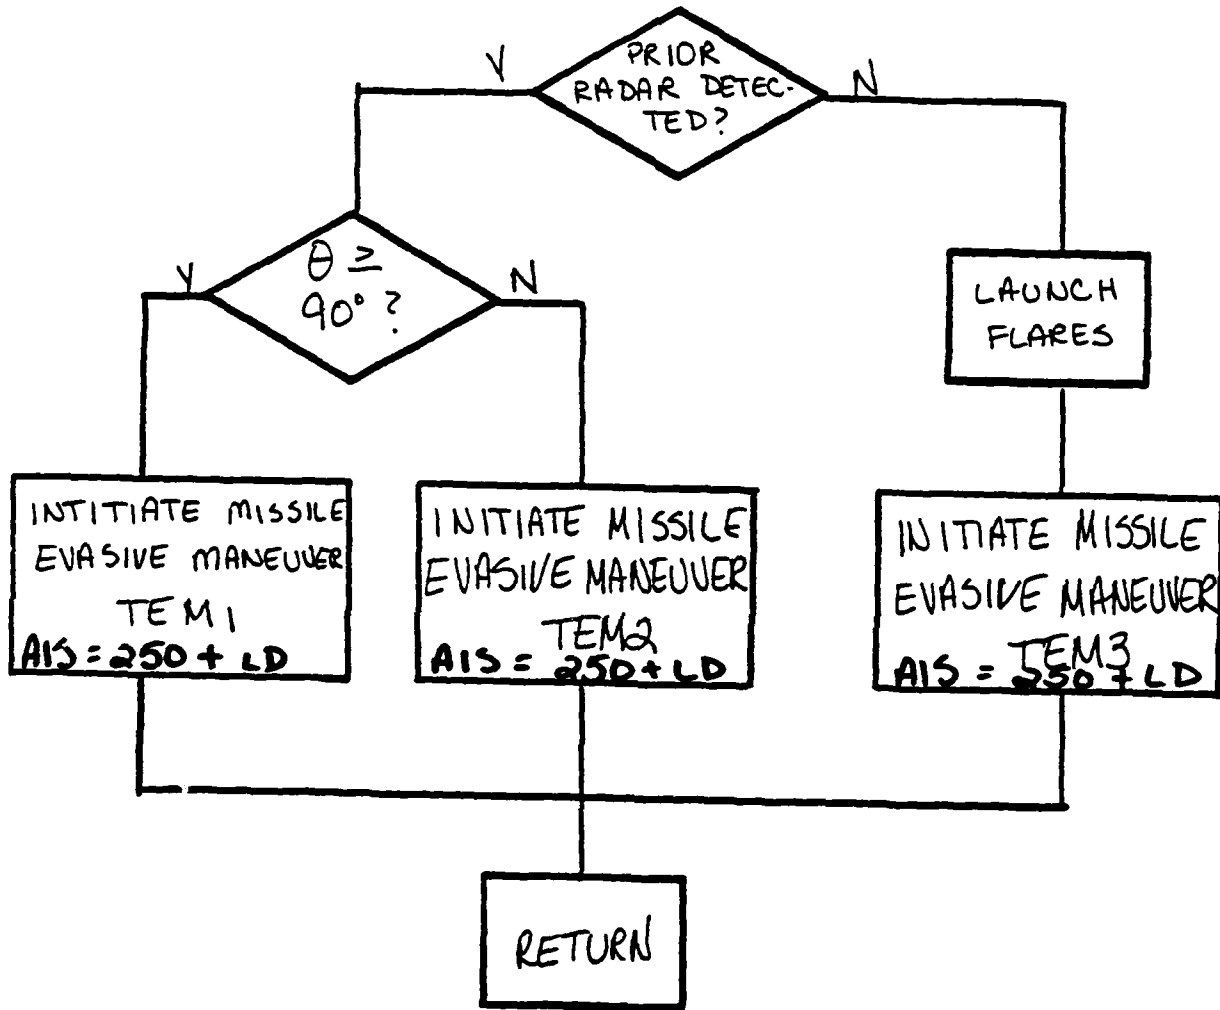 PRIOR
RADAR DETEC-
TED?
Y
N
θ ≥
90° ?
Y
N
LAUNCH
FLARES
INTITIATE MISSILE
EVASIVE MANEUVER
TEM1
AIS = 250 + LD
INITIATE MISSILE
EVASIVE MANEUVER
TEM2
AIS = 250 + LD
INITIATE MISSILE
EVASIVE MANEUVER
TEM3
AIS = 250 + LD
RETURN